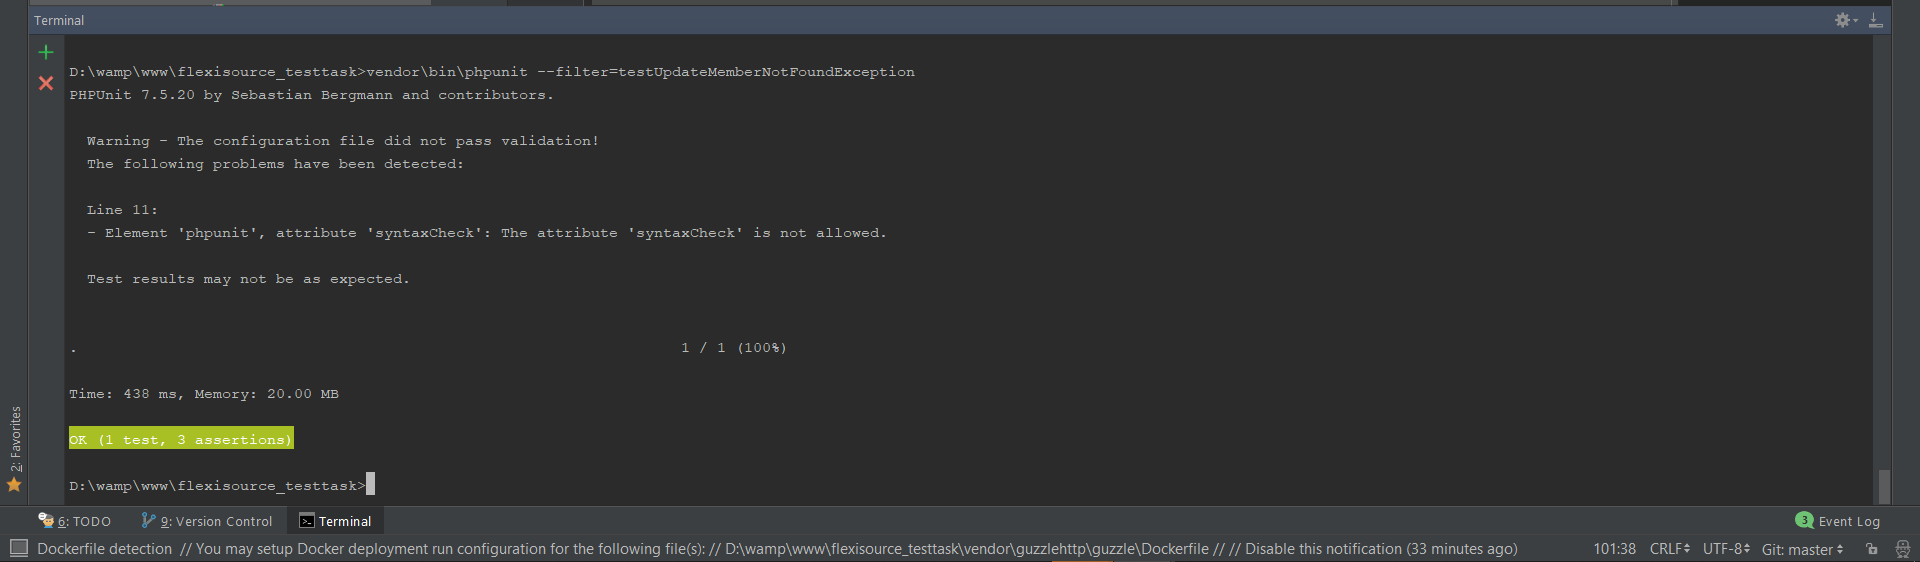 Terminal
D:\wamp\www\flexisource_testtask>vendor\bin\phpunit --filter=testUpdateMemberNotFoundException
PHPUnit 7.5.20 by Sebastian Bergmann and contributors.
Warning - The configuration file did not pass validation!
The following problems have been detected:
Line 11:
- Element 'phpunit', attribute 'syntaxCheck': The attribute 'syntaxCheck' is not allowed.
Test results may not be as expected.
. 1 / 1 (100%)
Time: 438 ms, Memory: 20.00 MB
OK (1 test, 3 assertions)
D:\wamp\www\flexisource_testtask>
2: Favorites
6: TODO 9: Version Control Terminal 3 Event Log
Dockerfile detection // You may setup Docker deployment run configuration for the following file(s): // D:\wamp\www\flexisource_testtask\vendor\guzzlehttp\guzzle\Dockerfile // // Disable this notification (33 minutes ago) 101:38 CRLF UTF-8 Git: master